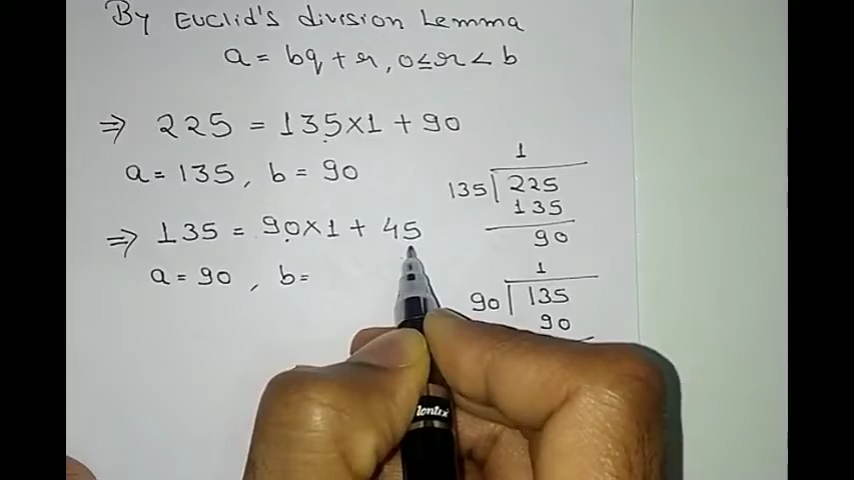 By Euclid's division Lemma
a = bq + r, 0 ≤ r < b
⇒ 225 = 135×1 + 90
a = 135, b = 90
⇒ 135 = 90×1 + 45
a = 90, b =
1
135 225
135
90
1
90 135
90